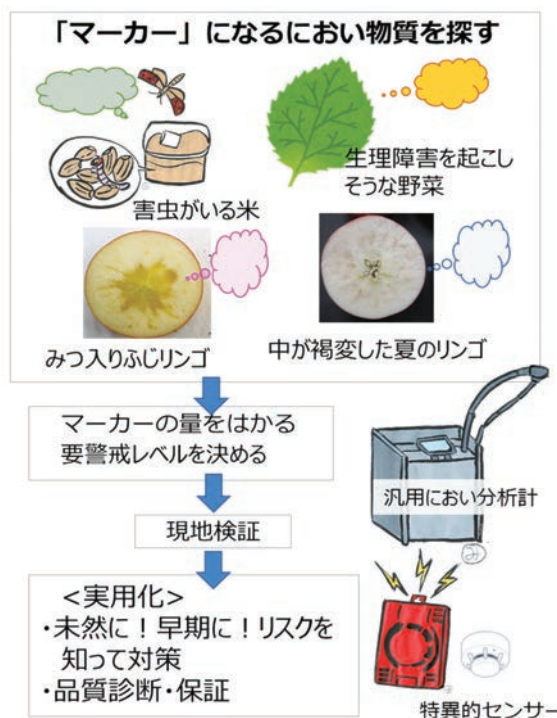 「マーカー」になるにおい物質を探す
害虫がいる米
生理障害を起こし
そうな野菜
みつ入りふじリンゴ
中が褐変した夏のリンゴ
マーカーの量をはかる
要警戒レベルを決める
汎用におい分析計
現地検証
＜実用化＞
・未然に！早期に！リスクを
知って対策
・品質診断・保証
特異的センサー